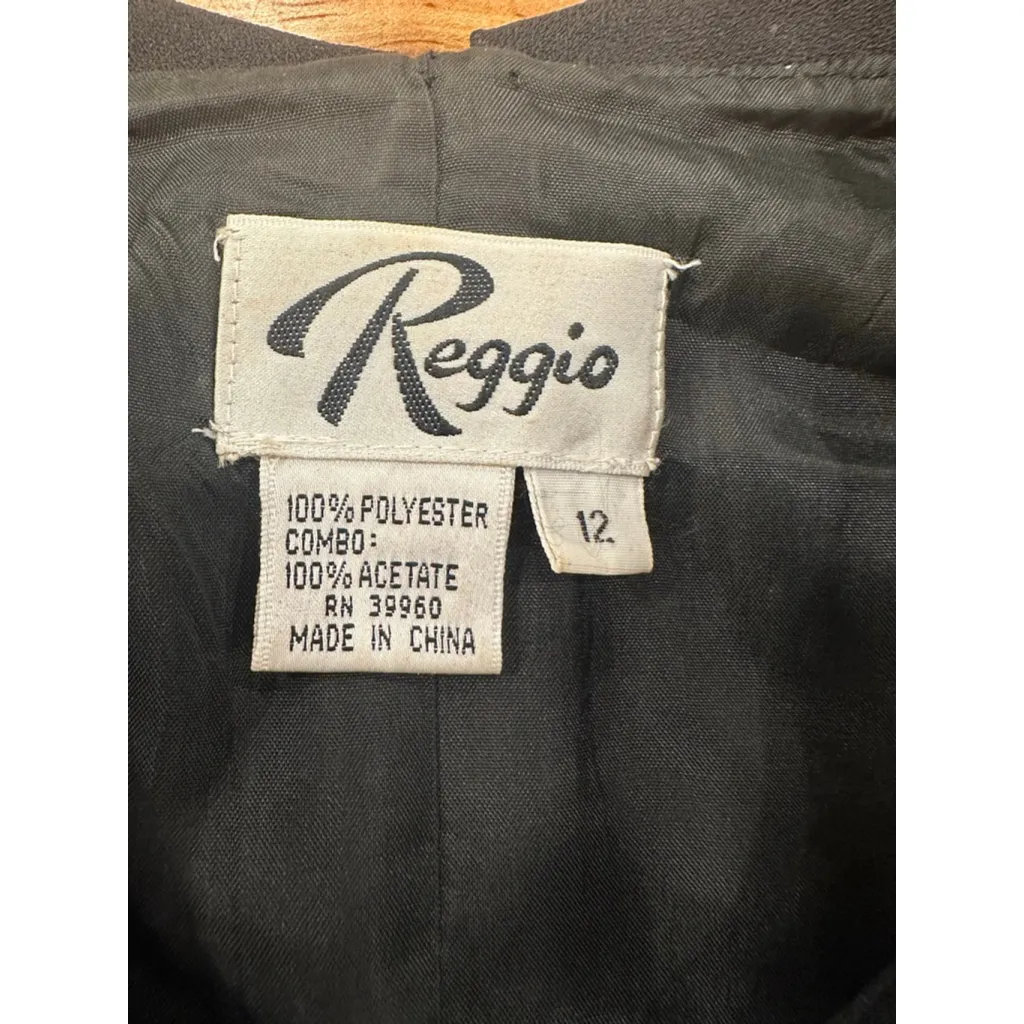 Reggio
100% POLYESTER
COMBO:
100% ACETATE
RN 39960
MADE IN CHINA
12